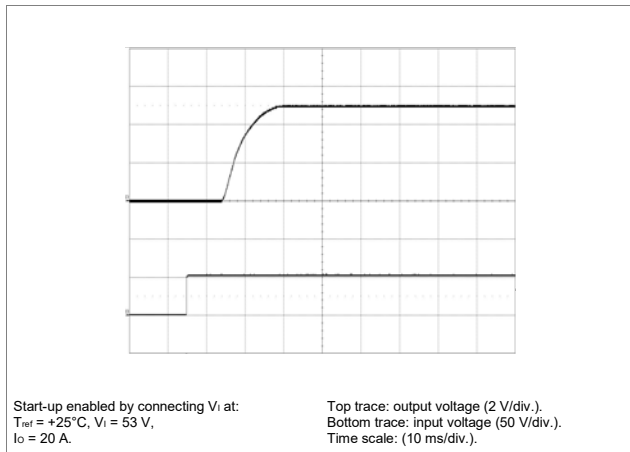 Start-up enabled by connecting VI at:
Tref = +25°C, VI = 53 V,
IO = 20 A.
Top trace: output voltage (2 V/div.).
Bottom trace: input voltage (50 V/div.).
Time scale: (10 ms/div.).